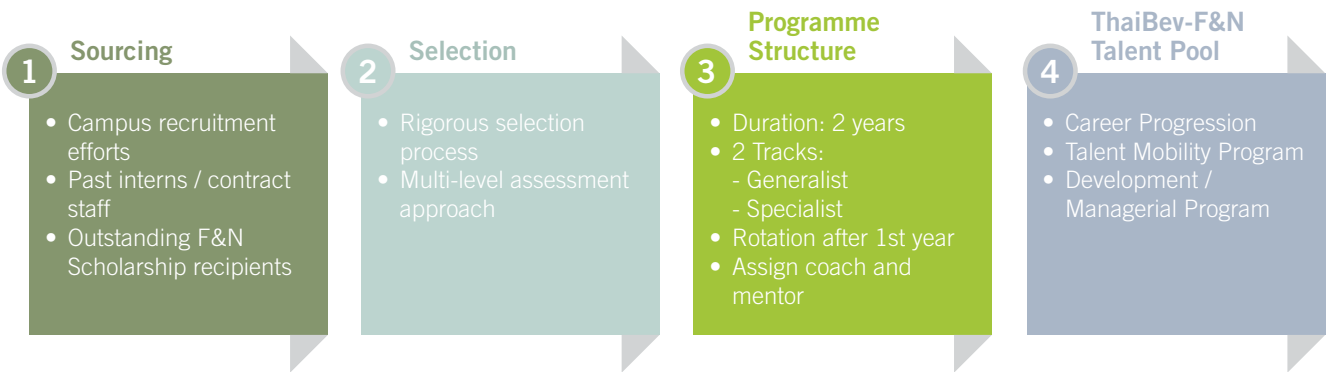 1
Sourcing
• Campus recruitment
efforts
• Past interns / contract
staff
• Outstanding F&N
Scholarship recipients
2
Selection
• Rigorous selection
process
• Multi-level assessment
approach
3
Programme
Structure
• Duration: 2 years
• 2 Tracks:
- Generalist
- Specialist
• Rotation after 1st year
• Assign coach and
mentor
4
ThaiBev-F&N
Talent Pool
• Career Progression
• Talent Mobility Program
• Development /
Managerial Program